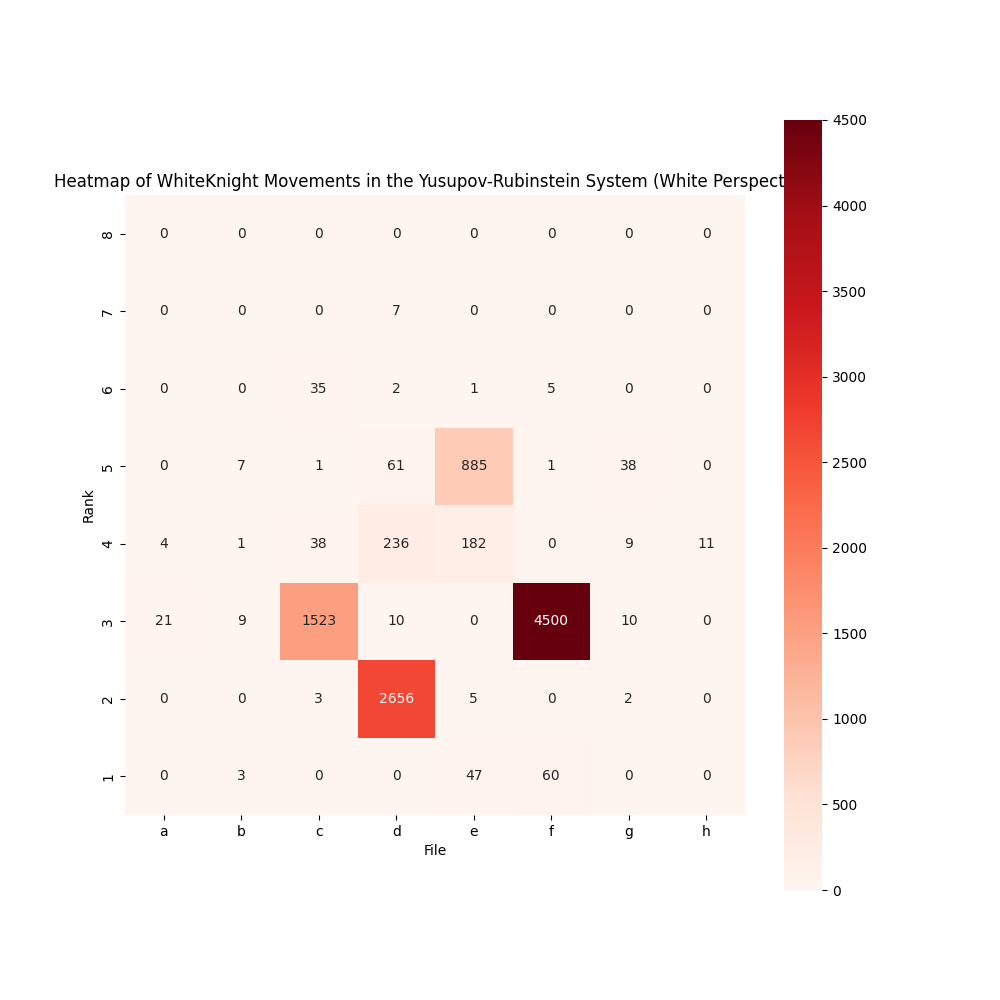 Heatmap of WhiteKnight Movements in the Yusupov-Rubinstein System (White Perspect
8 0 0 0 0 0 0 0 0
7 0 0 0 7 0 0 0 0
6 0 0 35 2 1 5 0 0
5 0 7 1 61 885 1 38 0
4 4 1 38 236 182 0 9 11
3 21 9 1523 10 0 4500 10 0
2 0 0 3 2656 5 0 2 0
1 0 3 0 0 47 60 0 0
Rank
a b c d e f g h
File
4500
4000
3500
3000
2500
2000
1500
1000
500
0